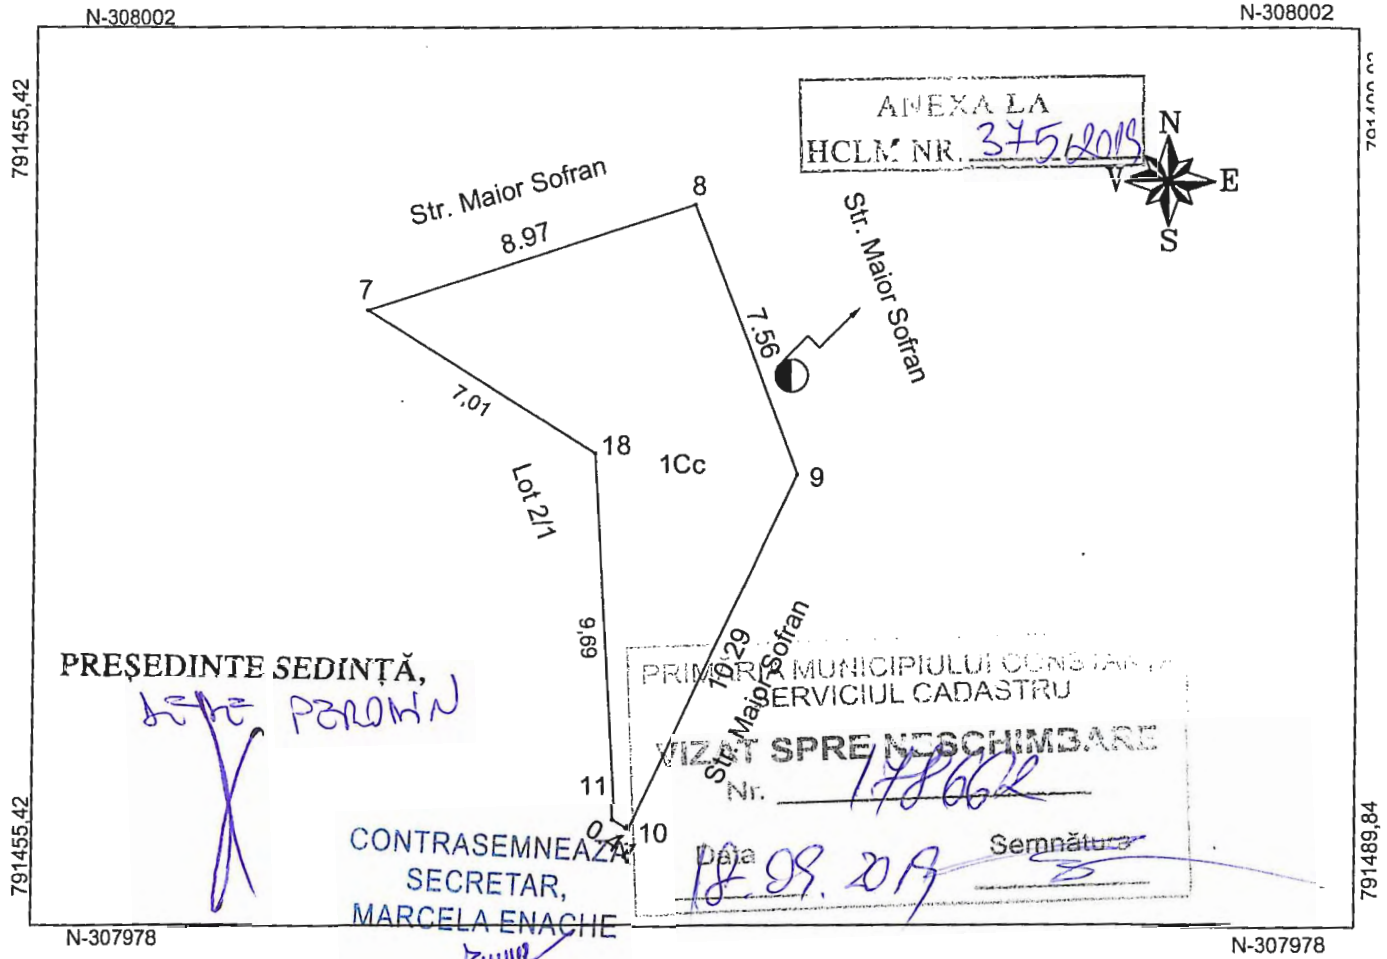 N-308002
N-308002
791455,42
ANEXA LA
HCLM NR. 375/2019
N
V
E
S
Str. Maior Sofran
8
8.97
7
Str. Maior Sofran
7.56
7,01
18
1Cc
9
Lot 2/1
9,69
10.29
Str. Maior Sofran
PREȘEDINTE SEDINȚĂ,
PRIMĂRIA MUNICIPIULUI CONSTANȚA
SERVICIUL CADASTRU
VIZAT SPRE NESCHIMBARE
Nr. 178662
11
10
CONTRASEMNEAZĂ
SECRETAR,
MARCELA ENACHE
Data
Semnătura
18.09.2019
791455,42
791489,84
N-307978
N-307978